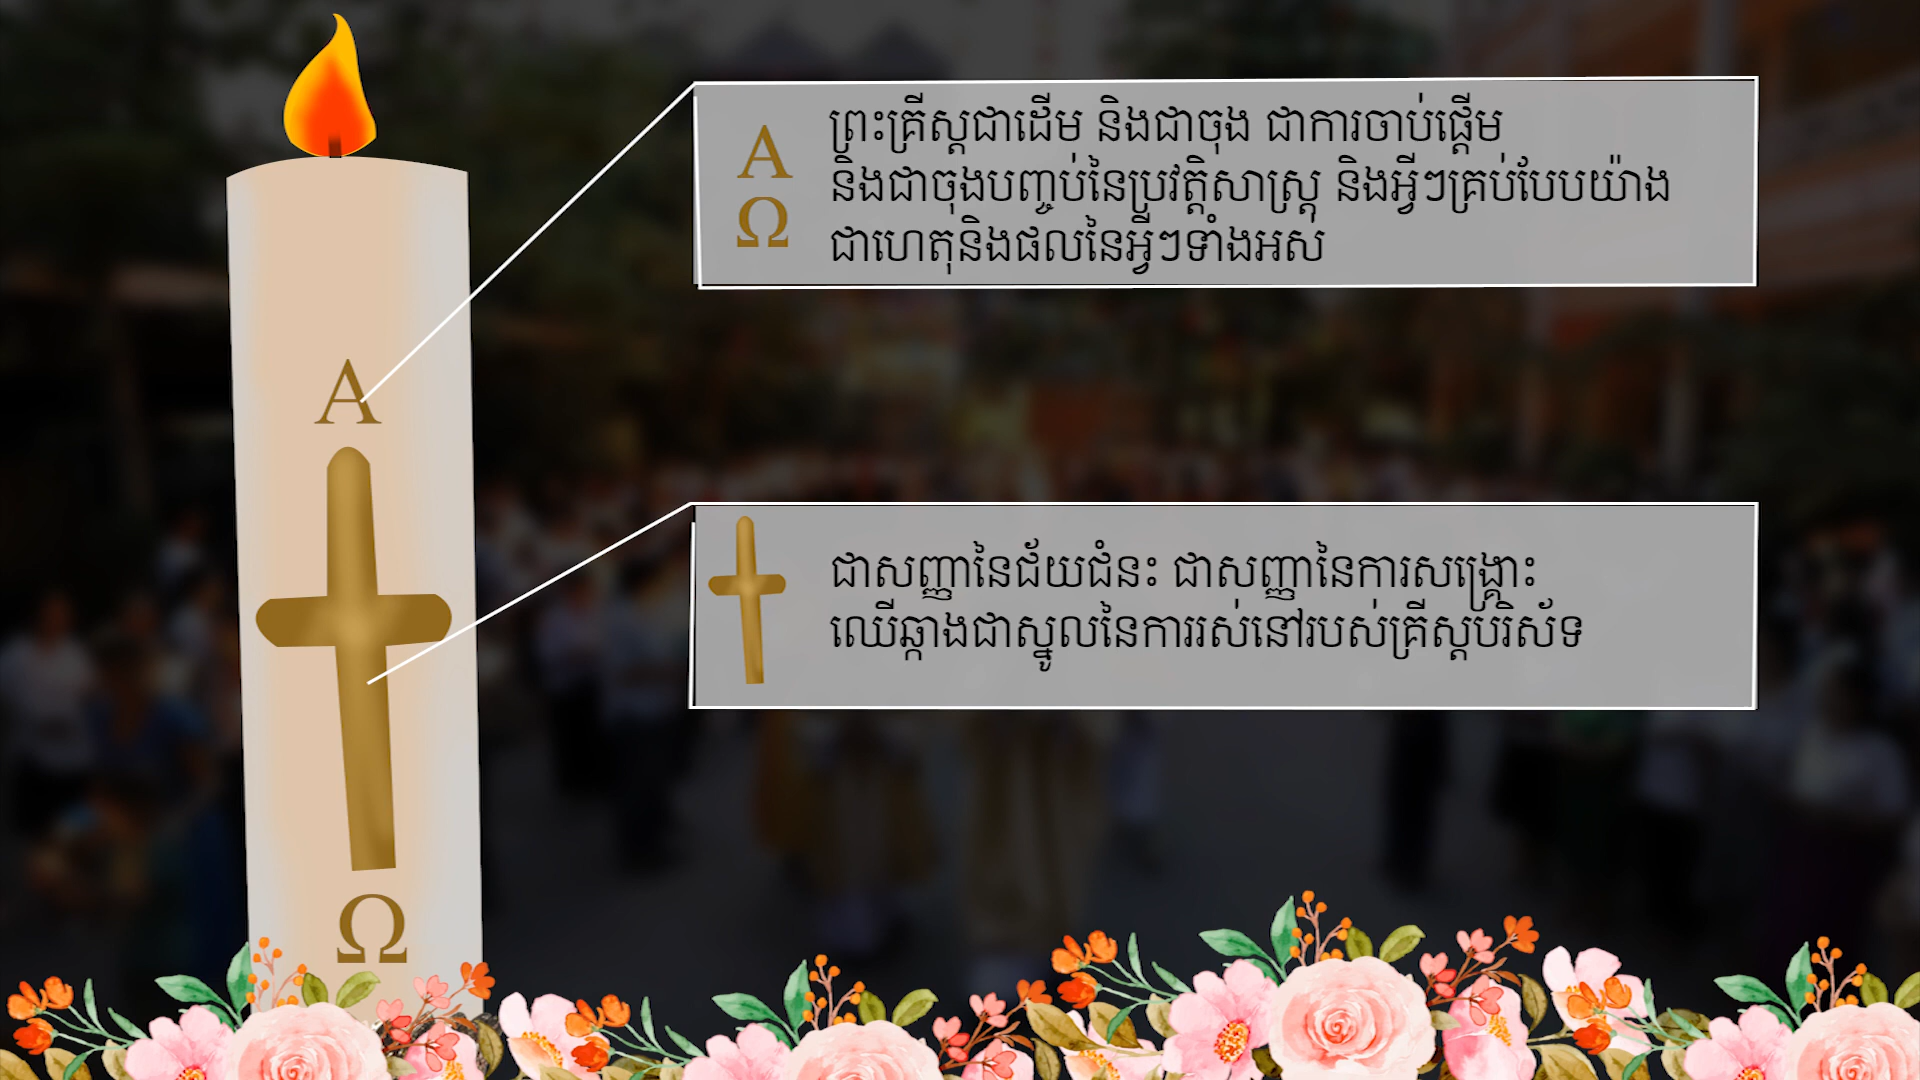 Α
Ω
ព្រះគ្រីស្តជាដើម និងជាចុង ជាការចាប់ផ្តើម
និងជាចុងបញ្ចប់នៃប្រវត្តិសាស្ត្រ និងអ្វីៗគ្រប់បែបយ៉ាង
ជាហេតុនិងផលនៃអ្វីៗទាំងអស់
Α
ជាសញ្ញានៃជ័យជំនះ ជាសញ្ញានៃការសង្គ្រោះ
ឈើឆ្កាងជាស្នូលនៃការរស់នៅរបស់គ្រីស្តបរិស័ទ
Ω